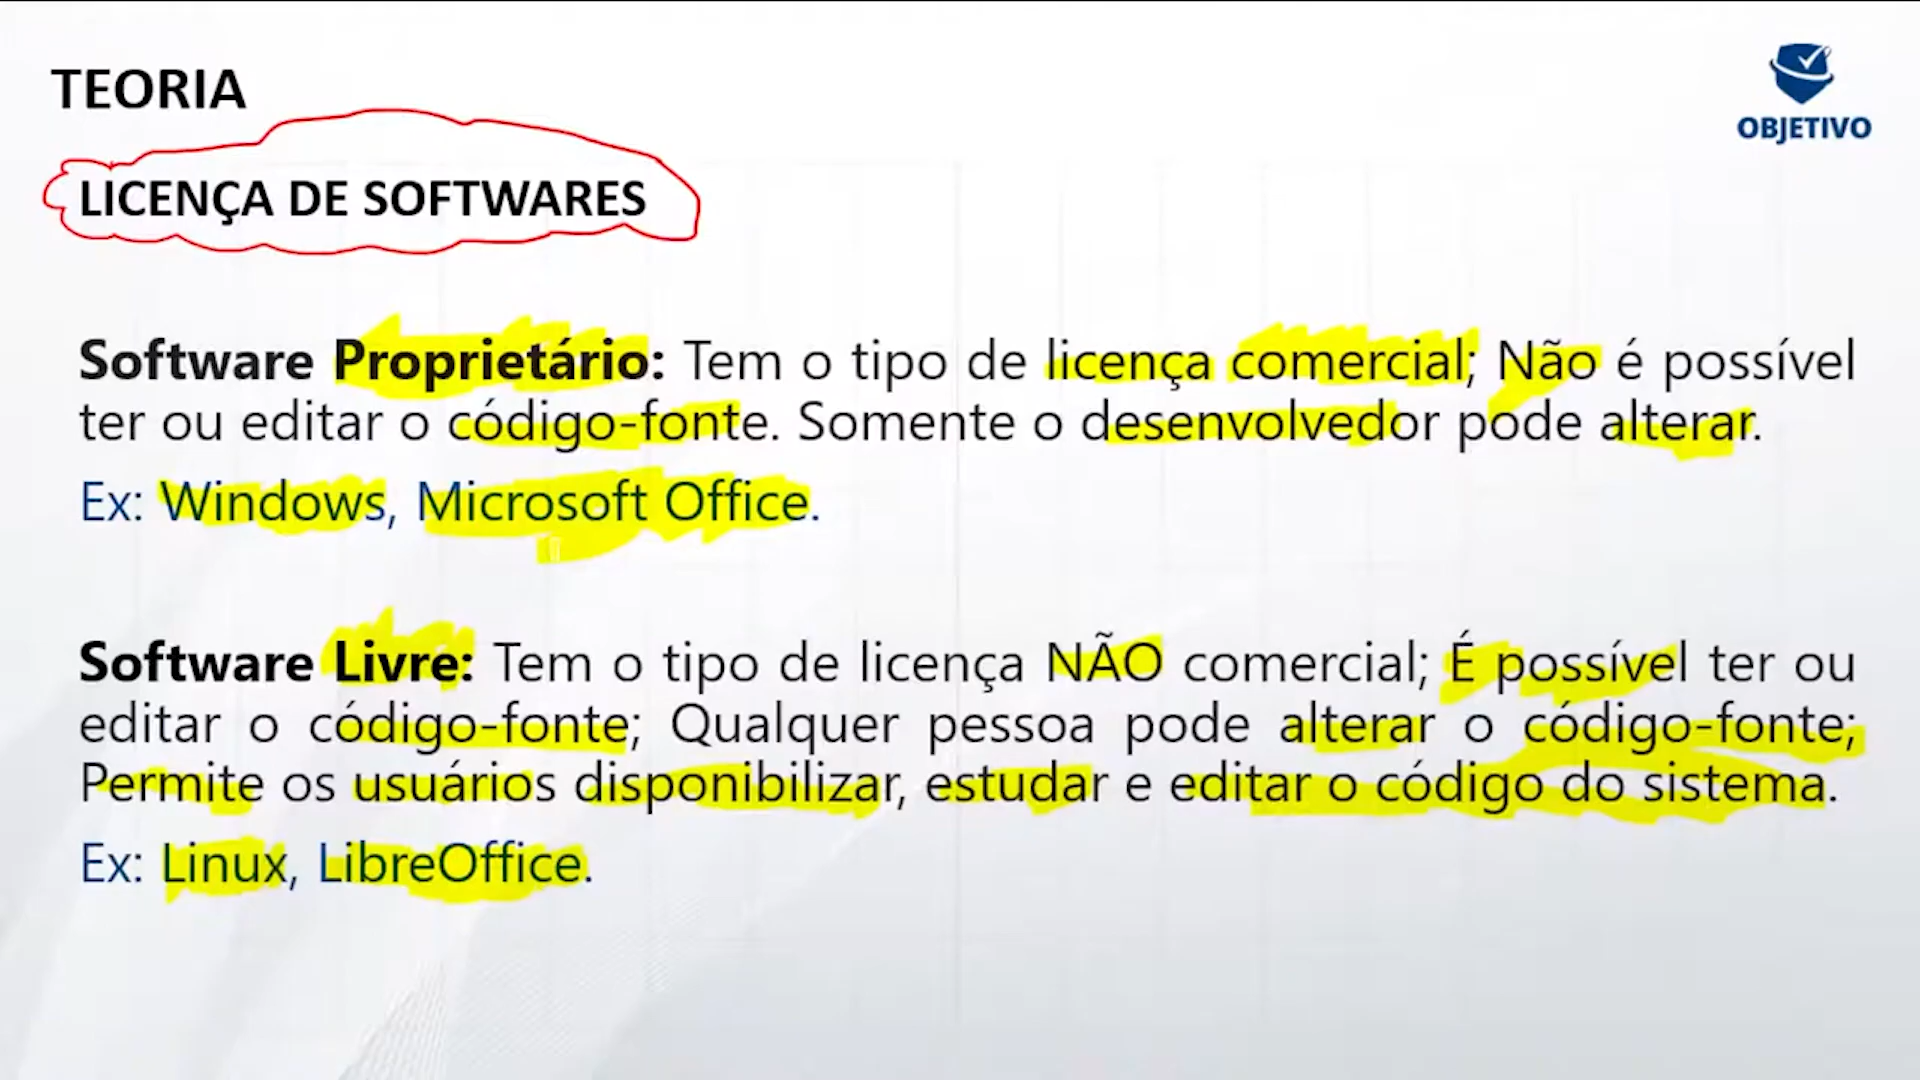 TEORIA
OBJETIVO
LICENÇA DE SOFTWARES
Software Proprietário: Tem o tipo de licença comercial; Não é possível
ter ou editar o código-fonte. Somente o desenvolvedor pode alterar.
Ex: Windows, Microsoft Office.
Software Livre: Tem o tipo de licença NÃO comercial; É possível ter ou
editar o código-fonte; Qualquer pessoa pode alterar o código-fonte;
Permite os usuários disponibilizar, estudar e editar o código do sistema.
Ex: Linux, LibreOffice.